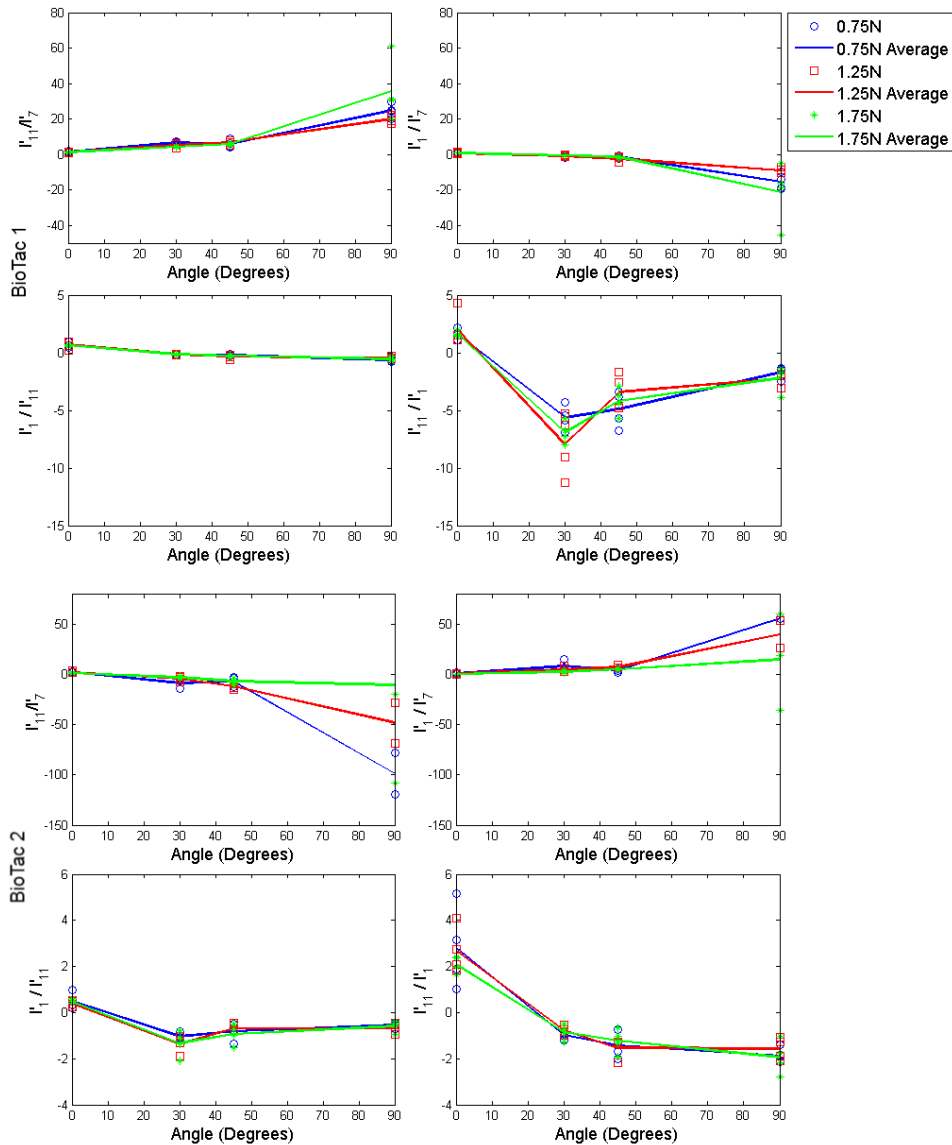 80
60
40
20
0
-20
-40
0 10 20 30 40 50 60 70 80 90
Angle (Degrees)
I'11/I'7
80
60
40
20
0
-20
-40
0 10 20 30 40 50 60 70 80 90
Angle (Degrees)
I'1 / I'7
0.75N
0.75N Average
1.25N
1.25N Average
1.75N
1.75N Average
BioTac 1
5
0
-5
-10
-15
0 10 20 30 40 50 60 70 80 90
Angle (Degrees)
I'1 / I'11
5
0
-5
-10
-15
0 10 20 30 40 50 60 70 80 90
Angle (Degrees)
I'11 / I'1
50
0
-50
-100
-150
0 10 20 30 40 50 60 70 80 90
Angle (Degrees)
I'11/I'7
50
0
-50
-100
-150
0 10 20 30 40 50 60 70 80 90
Angle (Degrees)
I'1 / I'7
BioTac 2
6
4
2
0
-2
-4
0 10 20 30 40 50 60 70 80 90
Angle (Degrees)
I'1 / I'11
6
4
2
0
-2
-4
0 10 20 30 40 50 60 70 80 90
Angle (Degrees)
I'11 / I'1